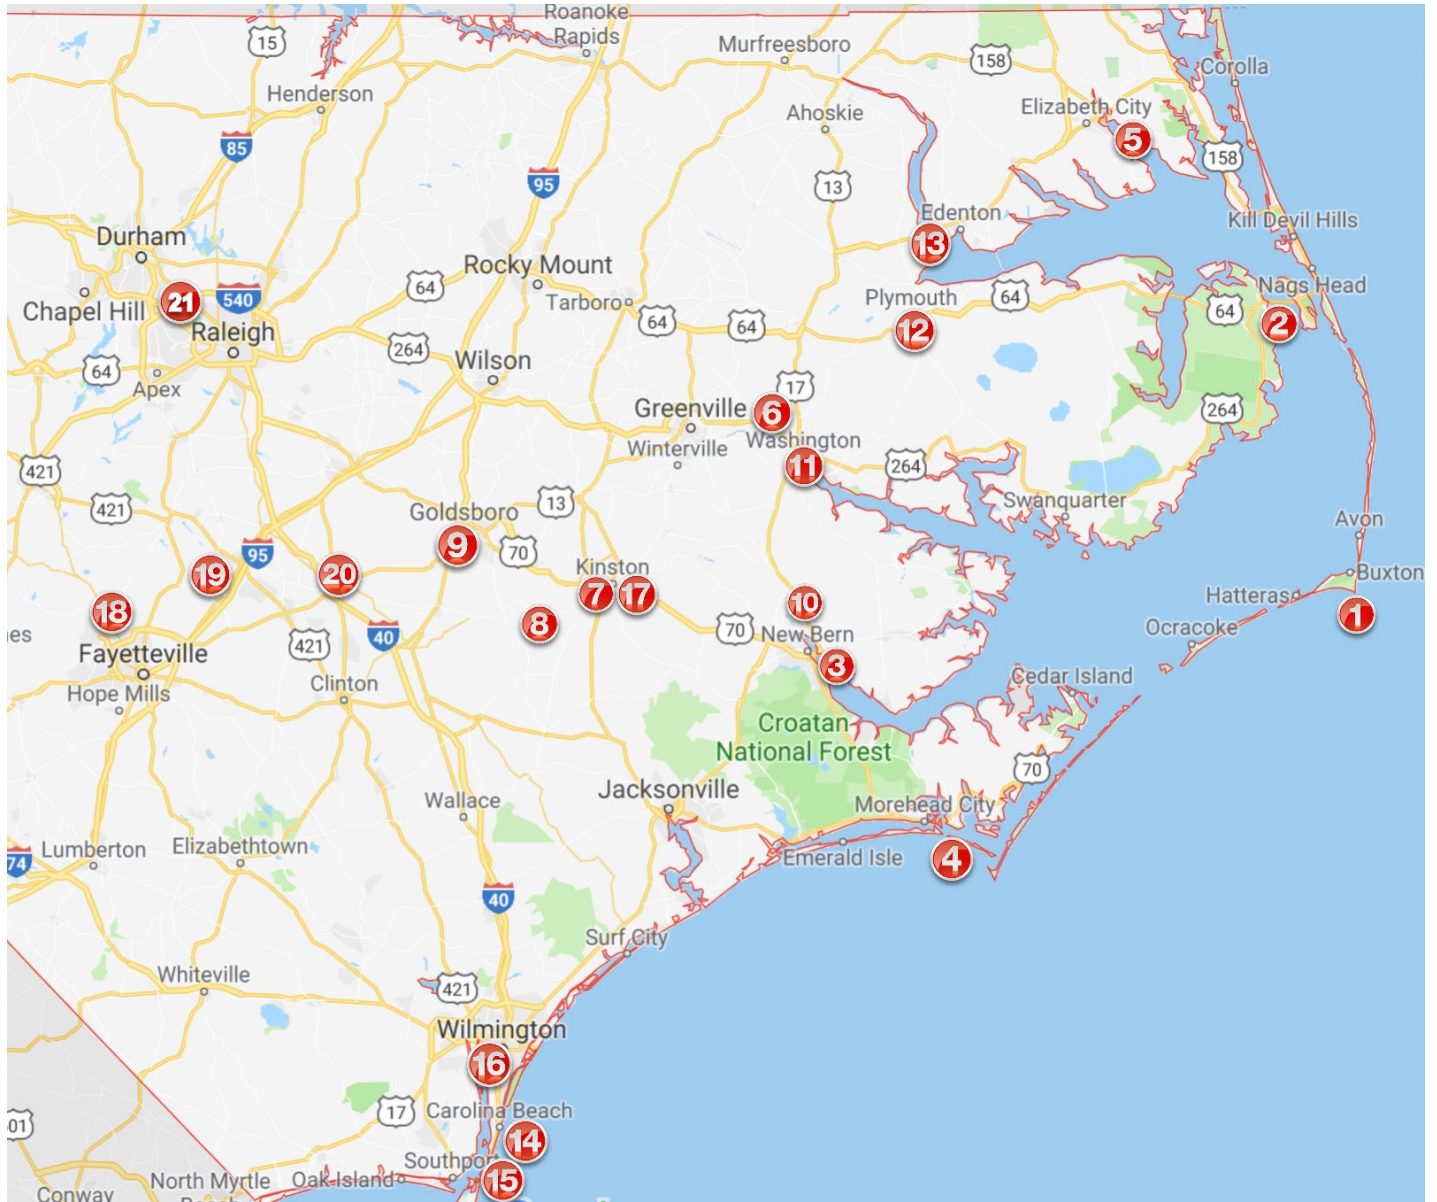 Roanoke
Rapids
15
Murfreesboro
158
Corolla
Henderson
Ahoskie
Elizabeth City
5
85
158
95
13
Edenton
13
Kill Devil Hills
Durham
Rocky Mount
64
Tarboro
Nags Head
21
540
Chapel Hill
Plymouth
64
64
2
Raleigh
64
64
12
264
Wilson
64
Apex
17
Greenville
6
264
Winterville
Washington
11
264
421
421
Goldsboro
13
Swanquarter
Avon
9
70
95
19
20
Kinston
Buxton
7
17
10
Hatteras
1
18
8
40
421
70
New Bern
Ocracoke
es
Fayetteville
3
Hope Mills
Clinton
Cedar Island
Croatan
National Forest
70
Jacksonville
Wallace
Morehead City
Lumberton
Elizabethtown
74
Emerald Isle
4
40
Surf City
Whiteville
421
Wilmington
16
17
Carolina Beach
01
14
Southport
North Myrtle
Oak Island
15
Conway
Beach